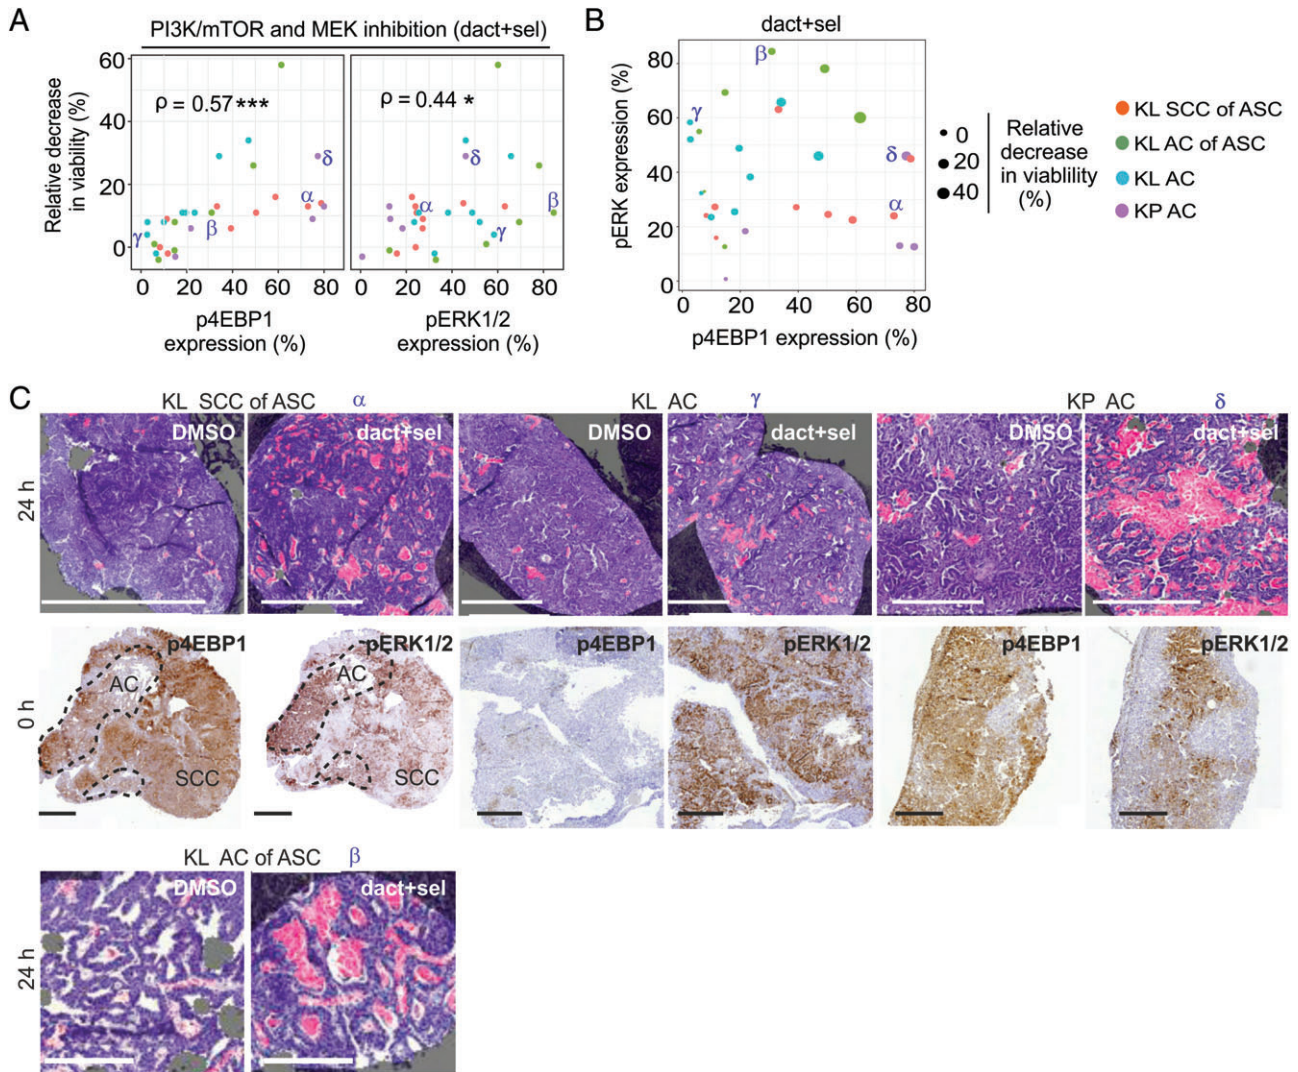 A
PI3K/mTOR and MEK inhibition (dact+sel)
Relative decrease
in viability (%)
60
40
20
0
ρ = 0.57 ***
ρ = 0.44 *
γ
β
α
δ
α
δ
γ
β
0 20 40 60 80
0 20 40 60 80
p4EBP1
expression (%)
pERK1/2
expression (%)
B
dact+sel
pERK expression (%)
80
60
40
20
0
β
γ
δ
α
0 20 40 60 80
p4EBP1 expression (%)
0
20
40
Relative
decrease
in viablility
(%)
KL SCC of ASC
KL AC of ASC
KL AC
KP AC
C
KL SCC of ASC α
KL AC γ
KP AC δ
24 h
DMSO
dact+sel
DMSO
dact+sel
DMSO
dact+sel
0 h
p4EBP1
AC
SCC
pERK1/2
AC
SCC
p4EBP1
pERK1/2
p4EBP1
pERK1/2
KL AC of ASC β
24 h
DMSO
dact+sel